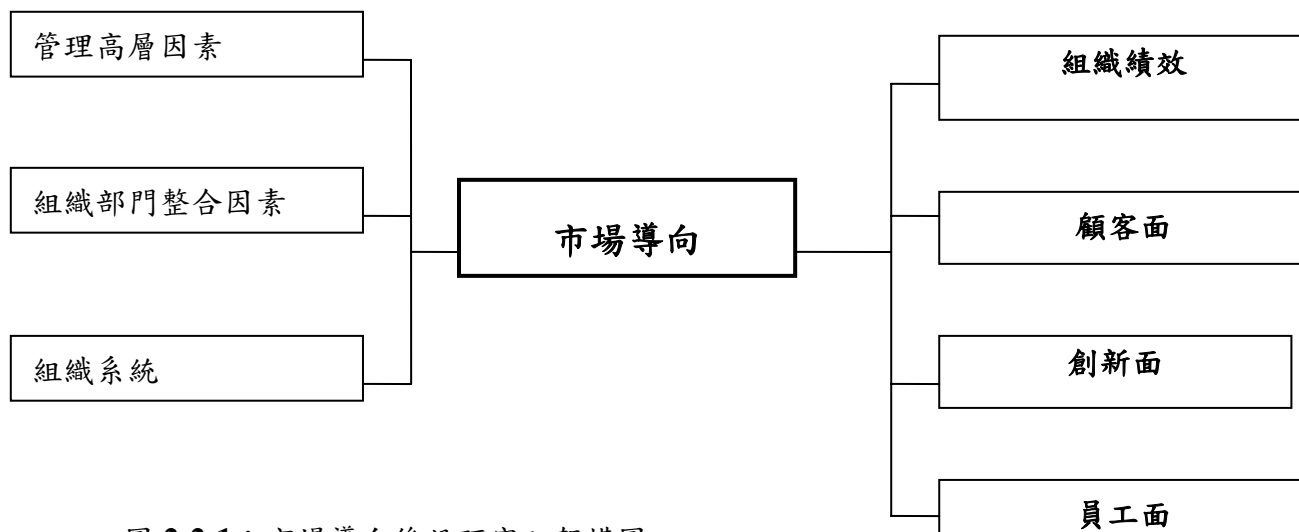 管理高層因素
組織部門整合因素
組織系統
市場導向
組織績效
顧客面
創新面
員工面